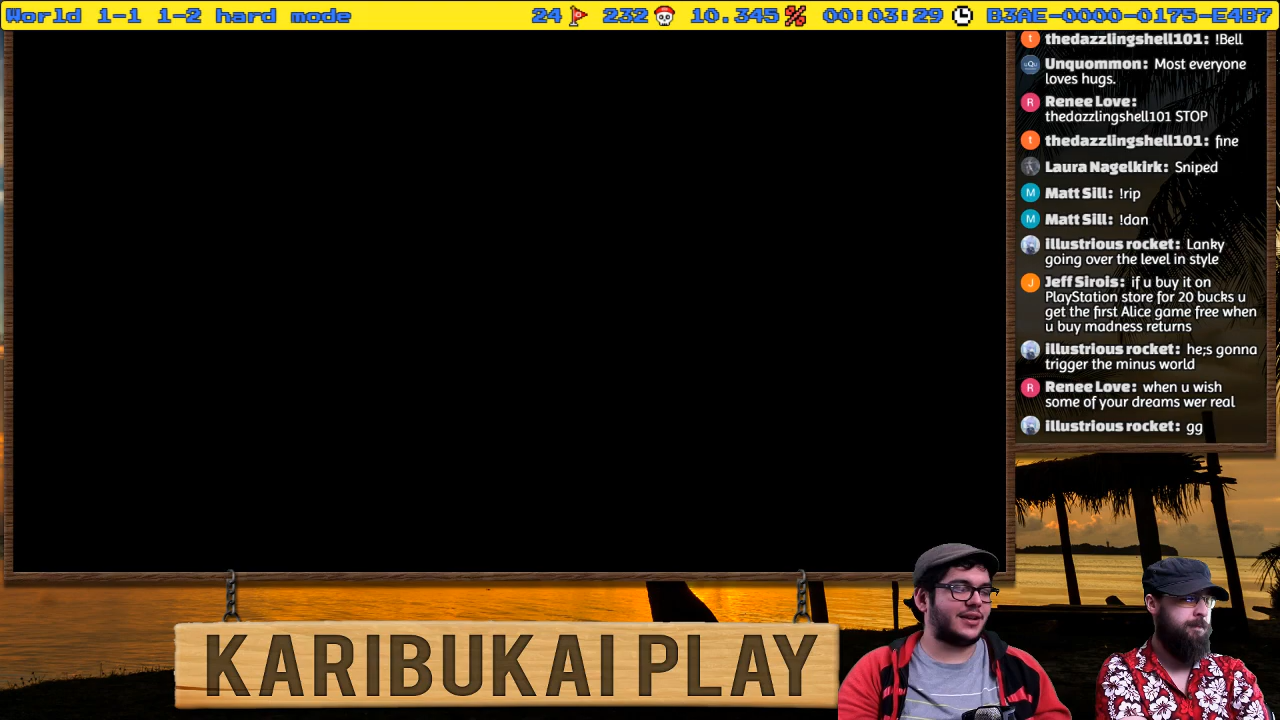 World 1-1 1-2 hard mode 24 232 10.345% 00:03:29 B3AE-0000-0175-E4B7
thedazzlingshell101: !Bell
Unquommon: Most everyone
loves hugs.
Renee Love:
thedazzlingshell101 STOP
thedazzlingshell101: fine
Laura Nagelkirk: Sniped
Matt Sill: !rip
Matt Sill: !dan
illustrious rocket: Lanky
going over the level in style
Jeff Sirois: if u buy it on
PlayStation store for 20 bucks u
get the first Alice game free when
u buy madness returns
illustrious rocket: he;s gonna
trigger the minus world
Renee Love: when u wish
some of your dreams wer real
illustrious rocket: gg
KARIBUKAI PLAY